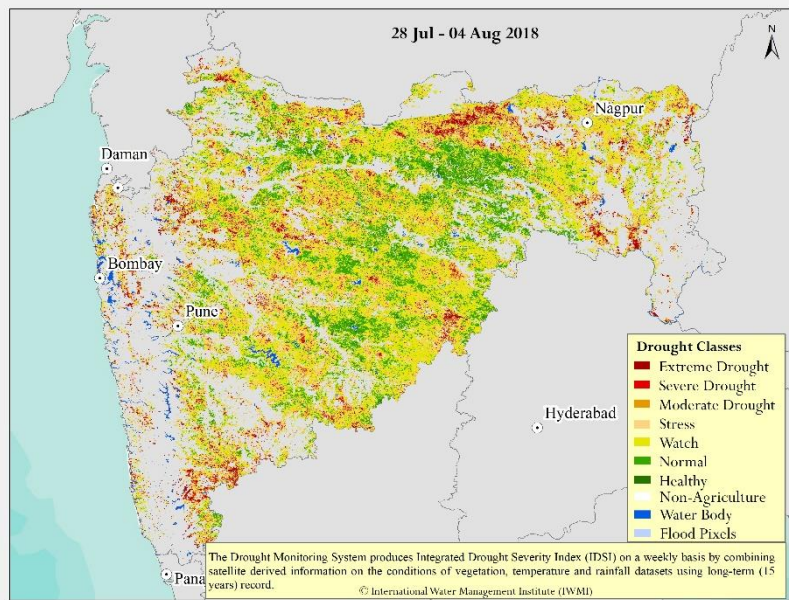 28 Jul - 04 Aug 2018
N
Nagpur
Daman
Bombay
Pune
Hyderabad
Pana
Drought Classes
Extreme Drought
Severe Drought
Moderate Drought
Stress
Watch
Normal
Healthy
Non-Agriculture
Water Body
Flood Pixels
The Drought Monitoring System produces Integrated Drought Severity Index (IDSI) on a weekly basis by combining
satellite derived information on the conditions of vegetation, temperature and rainfall datasets using long-term (15
years) record.
© International Water Management Institute (IWMI)